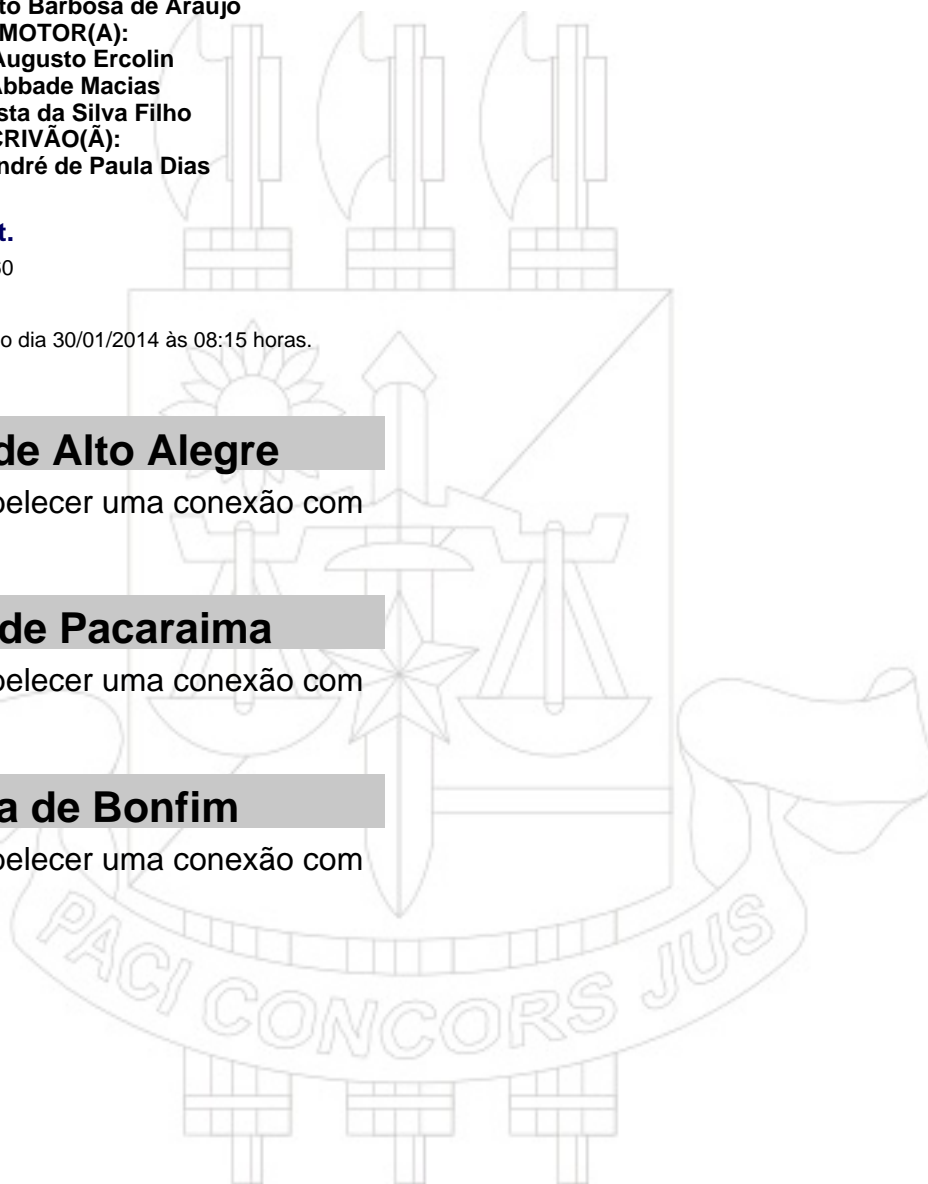 to Barbosa de Araújo
MOTOR(A):
Augusto Ercolin
Abbade Macias
sta da Silva Filho
CRIVÃO(Ã):
ndré de Paula Dias
t.
60
o dia 30/01/2014 às 08:15 horas.
de Alto Alegre
belecer uma conexão com
de Pacaraima
belecer uma conexão com
a de Bonfim
belecer uma conexão com
PACI CONCORS JUS